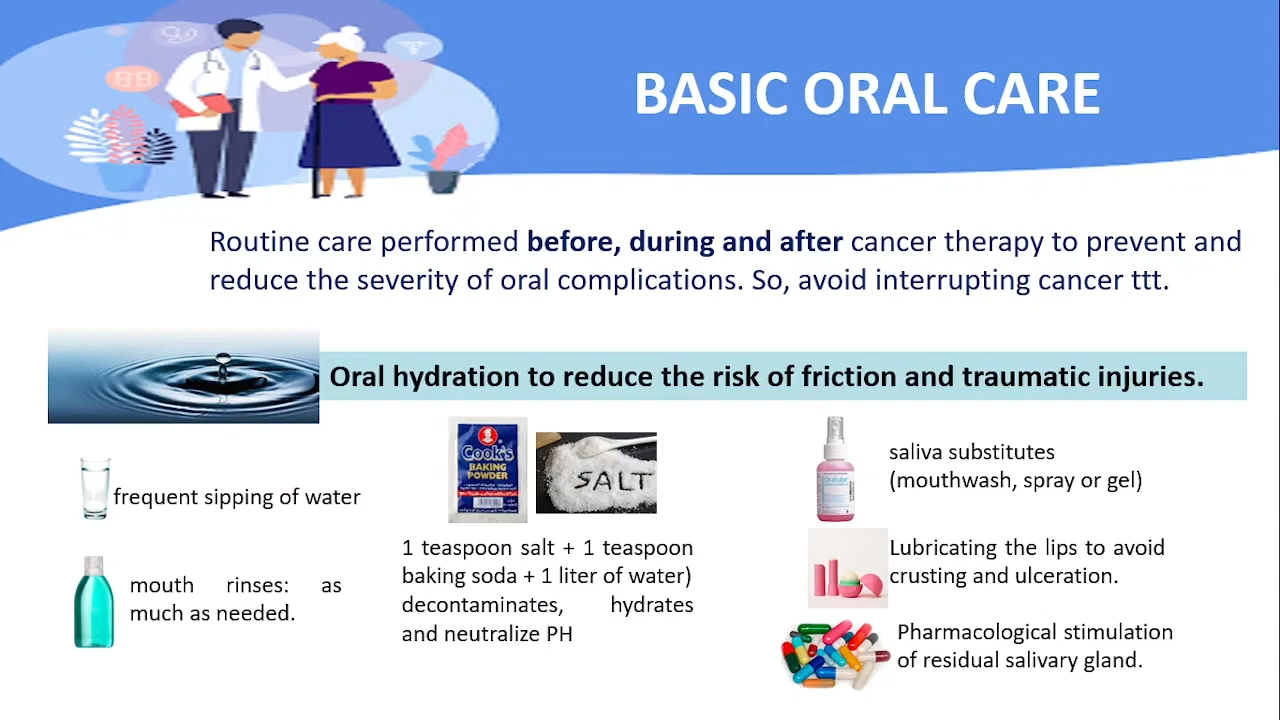 BASIC ORAL CARE
Routine care performed before, during and after cancer therapy to prevent and
reduce the severity of oral complications. So, avoid interrupting cancer ttt.
Oral hydration to reduce the risk of friction and traumatic injuries.
frequent sipping of water
mouth rinses: as
much as needed.
Cook's
BAKING
POWDER
SALT
1 teaspoon salt + 1 teaspoon
baking soda + 1 liter of water)
decontaminates, hydrates
and neutralize PH
saliva substitutes
(mouthwash, spray or gel)
Oralube
Lubricating the lips to avoid
crusting and ulceration.
Pharmacological stimulation
of residual salivary gland.